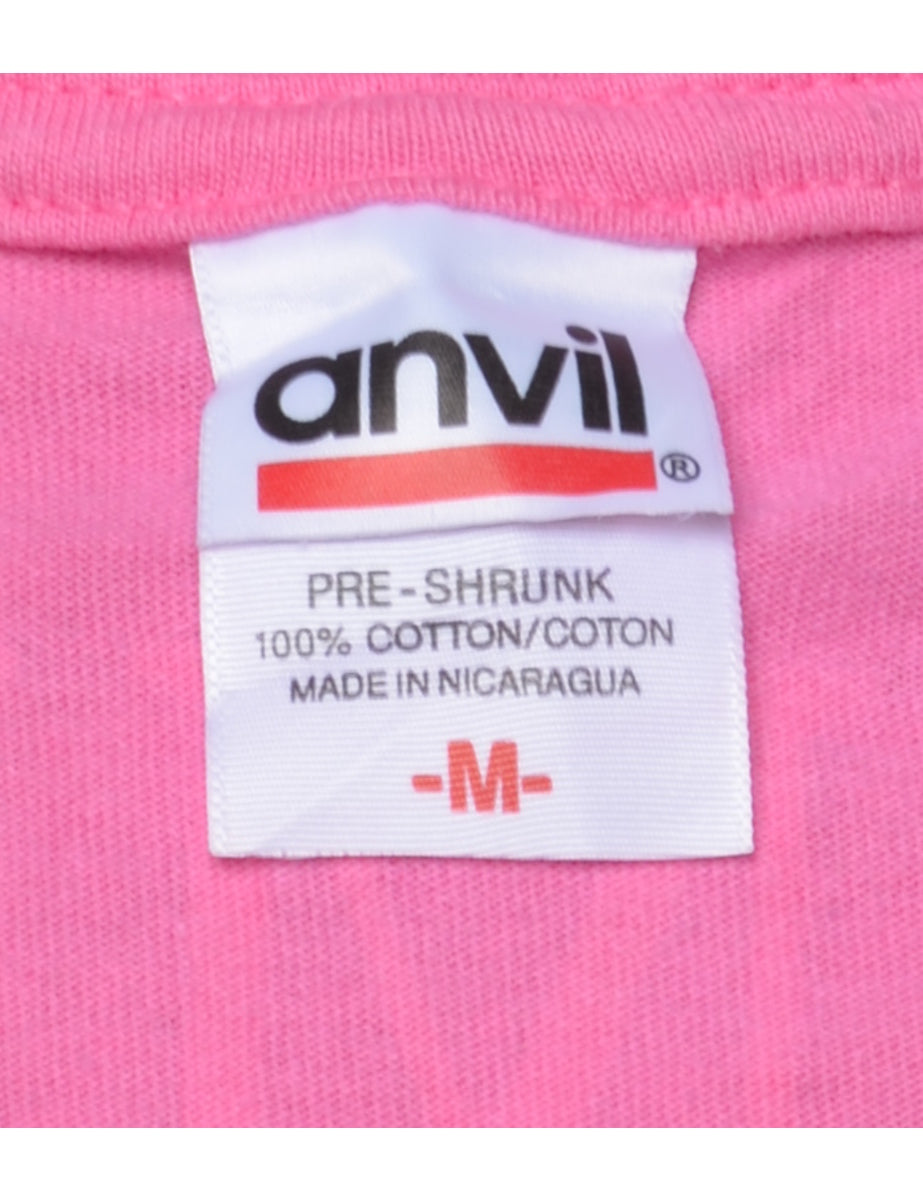 anvil
®
PRE-SHRUNK
100% COTTON/COTON
MADE IN NICARAGUA
-M-